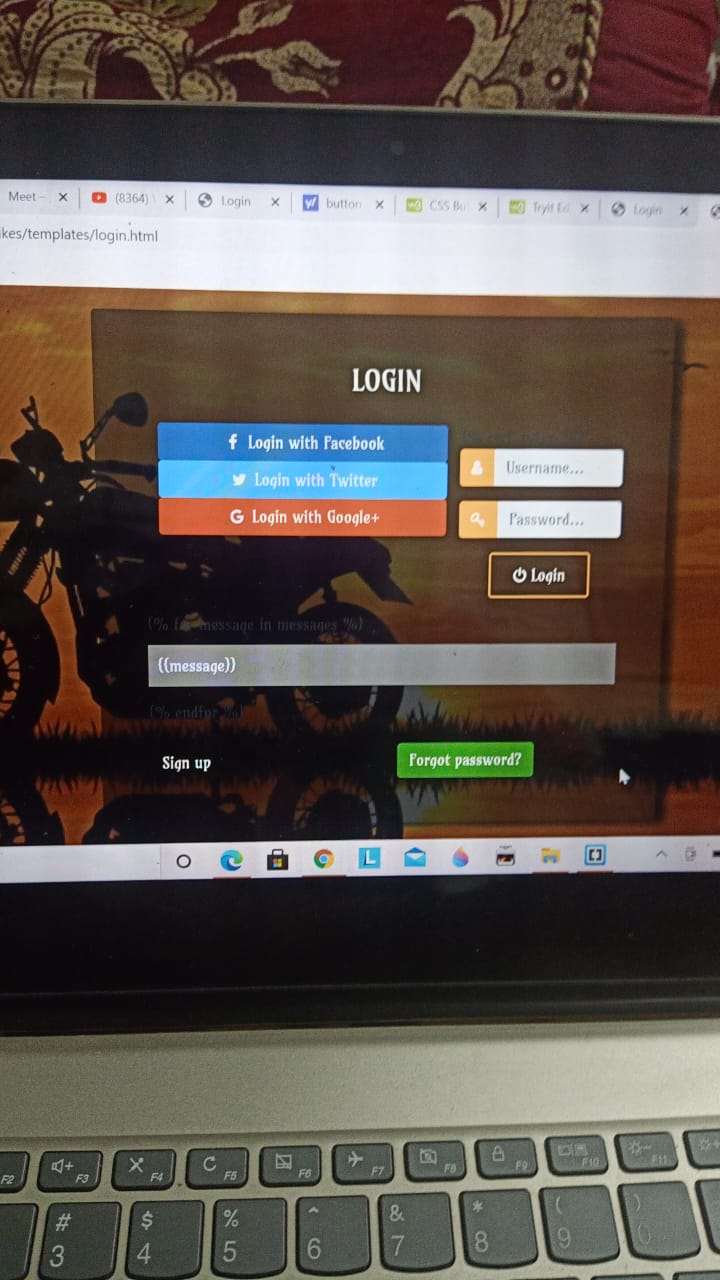 Meet –
(8364)
Login
button
CSS Bu
Tryit Ed
Login
kes/templates/login.html
LOGIN
Login with Facebook
Login with Twitter
Login with Google+
Username...
Password...
Login
{% for message in messages %}
{{message}}
{% endfor %}
Sign up
Forgot password?
L
F2
F3
F4
F5
F6
F7
F8
F9
F10
F11
# $ % ^ & * ( )
3 4 5 6 7 8 9 0